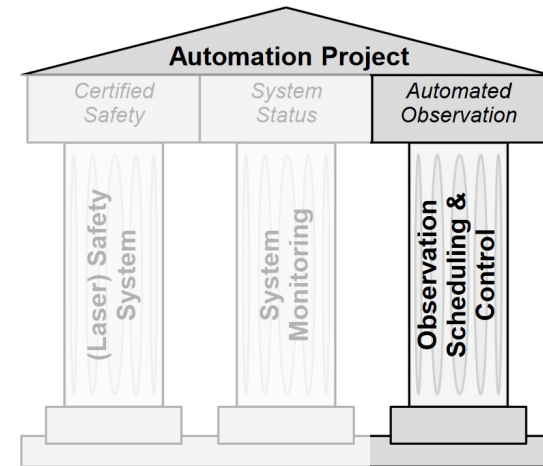 Automation Project
Certified
Safety
System
Status
Automated
Observation
(Laser) Safety
System
System
Monitoring
Observation
Scheduling &
Control